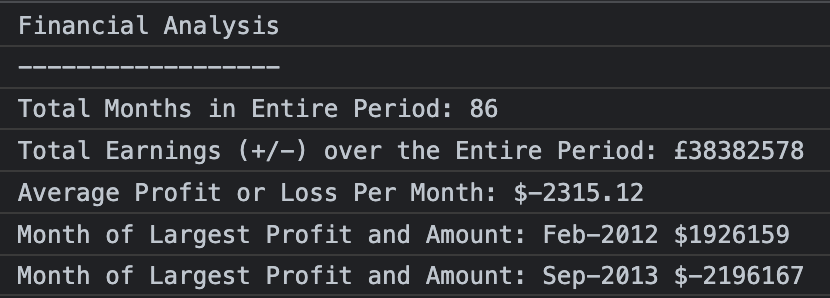 Financial Analysis
------------------
Total Months in Entire Period: 86
Total Earnings (+/-) over the Entire Period: £38382578
Average Profit or Loss Per Month: $-2315.12
Month of Largest Profit and Amount: Feb-2012 $1926159
Month of Largest Profit and Amount: Sep-2013 $-2196167